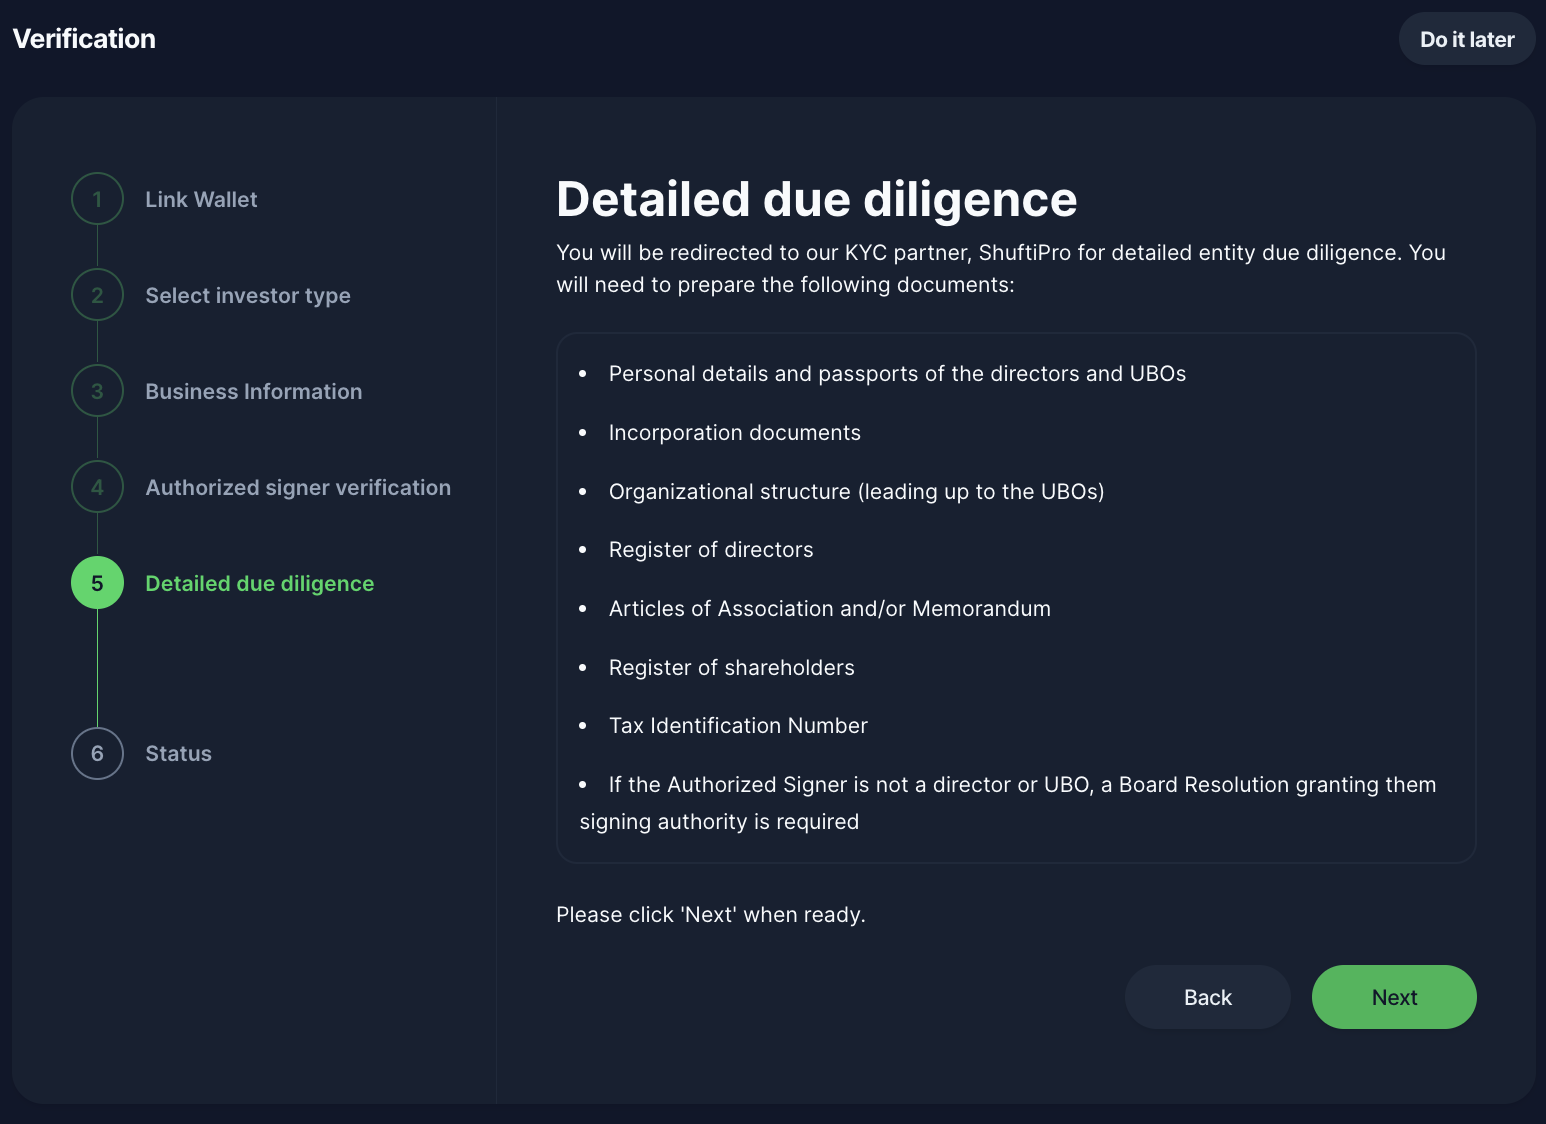 Verification
Do it later
1 Link Wallet
2 Select investor type
3 Business Information
4 Authorized signer verification
5 Detailed due diligence
6 Status
Detailed due diligence
You will be redirected to our KYC partner, ShuftiPro for detailed entity due diligence. You
will need to prepare the following documents:
• Personal details and passports of the directors and UBOs
• Incorporation documents
• Organizational structure (leading up to the UBOs)
• Register of directors
• Articles of Association and/or Memorandum
• Register of shareholders
• Tax Identification Number
• If the Authorized Signer is not a director or UBO, a Board Resolution granting them
signing authority is required
Please click 'Next' when ready.
Back
Next